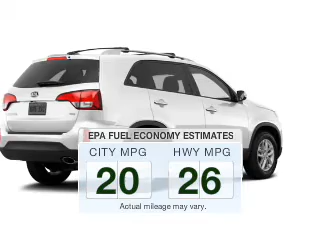 EPA FUEL ECONOMY ESTIMATES
CITY MPG HWY MPG
20 26
Actual mileage may vary.